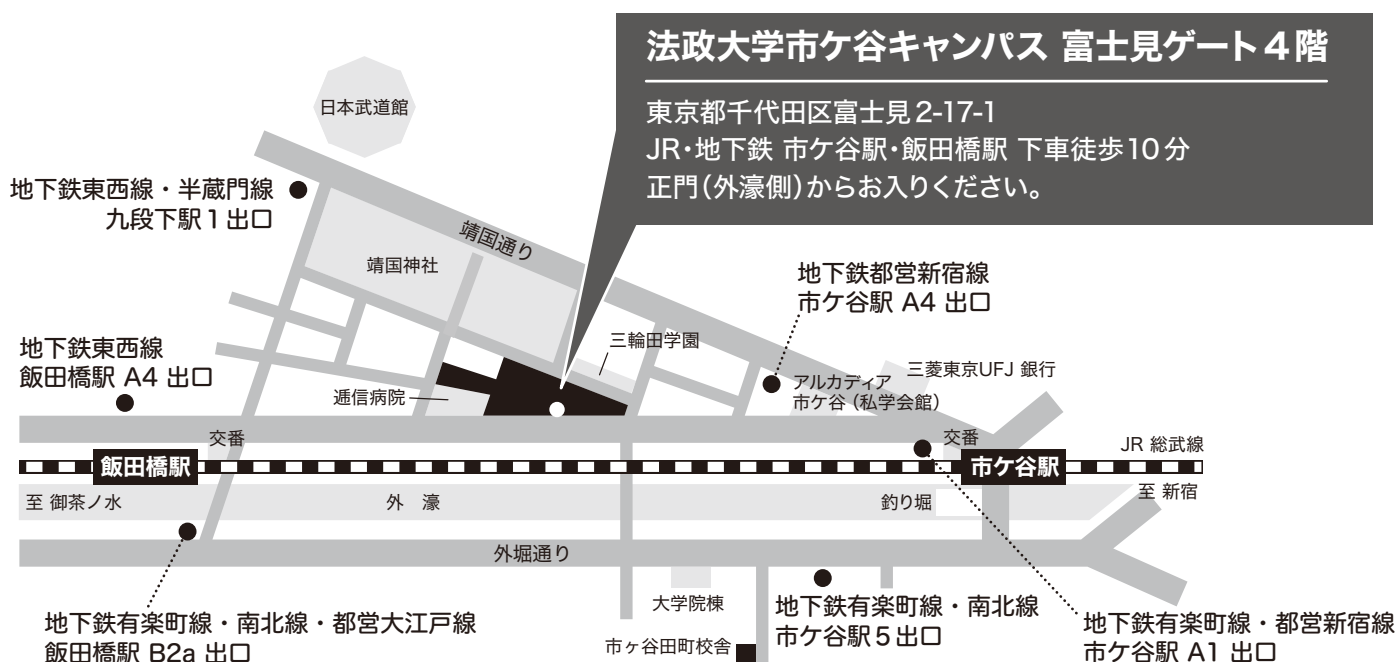 法政大学市ケ谷キャンパス 富士見ゲート4階
東京都千代田区富士見2-17-1
JR・地下鉄 市ケ谷駅・飯田橋駅 下車徒歩10分
正門(外濠側)からお入りください。
日本武道館
地下鉄東西線・半蔵門線
九段下駅1出口
靖国通り
靖国神社
地下鉄都営新宿線
市ケ谷駅 A4 出口
三輪田学園
地下鉄東西線
飯田橋駅 A4 出口
三菱東京UFJ 銀行
アルカディア
市ケ谷(私学会館)
逓信病院
交番
交番
JR 総武線
飯田橋駅
市ケ谷駅
至 御茶ノ水
外 濠
釣り堀
至 新宿
外堀通り
大学院棟
地下鉄有楽町線・南北線
市ケ谷駅5出口
地下鉄有楽町線・南北線・都営大江戸線
飯田橋駅 B2a 出口
市ヶ谷田町校舎
地下鉄有楽町線・都営新宿線
市ケ谷駅 A1 出口